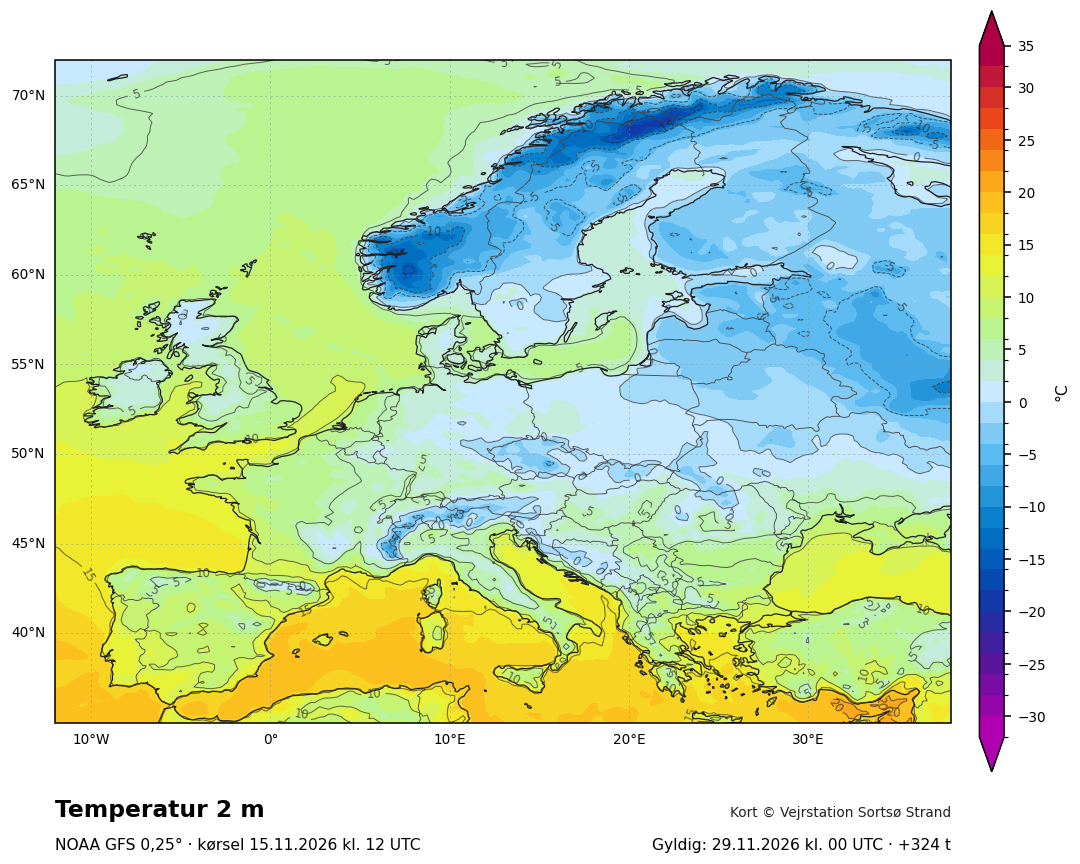 70°N
65°N
60°N
55°N
50°N
45°N
40°N
10°W
0°
10°E
20°E
30°E
35
30
25
20
15
10
5
0
−5
−10
−15
−20
−25
−30
°C
Temperatur 2 m
Kort © Vejrstation Sortsø Strand
NOAA GFS 0,25° · kørsel 15.11.2026 kl. 12 UTC
Gyldig: 29.11.2026 kl. 00 UTC · +324 t